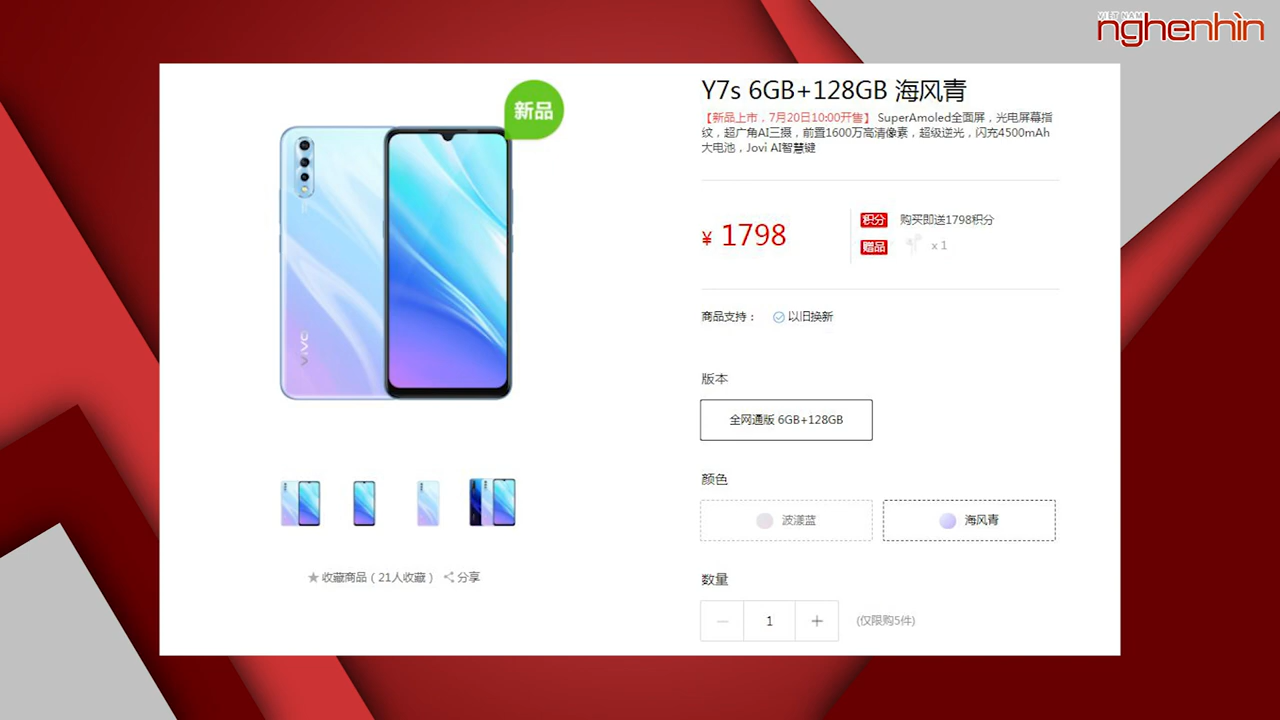 VIET NAM
nghenhìn
新品
vivo
Y7s 6GB+128GB 海风青
【新品上市，7月20日10:00开售】 SuperAmoled全面屏，光电屏幕指
纹，超广角AI三摄，前置1600万高清像素，超级逆光，闪充4500mAh
大电池，Jovi AI智慧键
¥ 1798
积分 购买即送1798积分
赠品 x 1
商品支持： 以旧换新
版本
全网通版 6GB+128GB
颜色
波漾蓝 海风青
数量
— 1 + (仅限购5件)
收藏商品（21人收藏） 分享